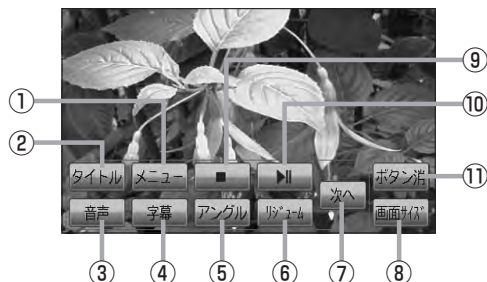 ⑨
① ⑩
②
タイトル メニュー ■ ▶II ボタン消 ⑪
次へ
音声 字幕 アングル リジューム 画面サイズ
③ ④ ⑤ ⑥ ⑦ ⑧